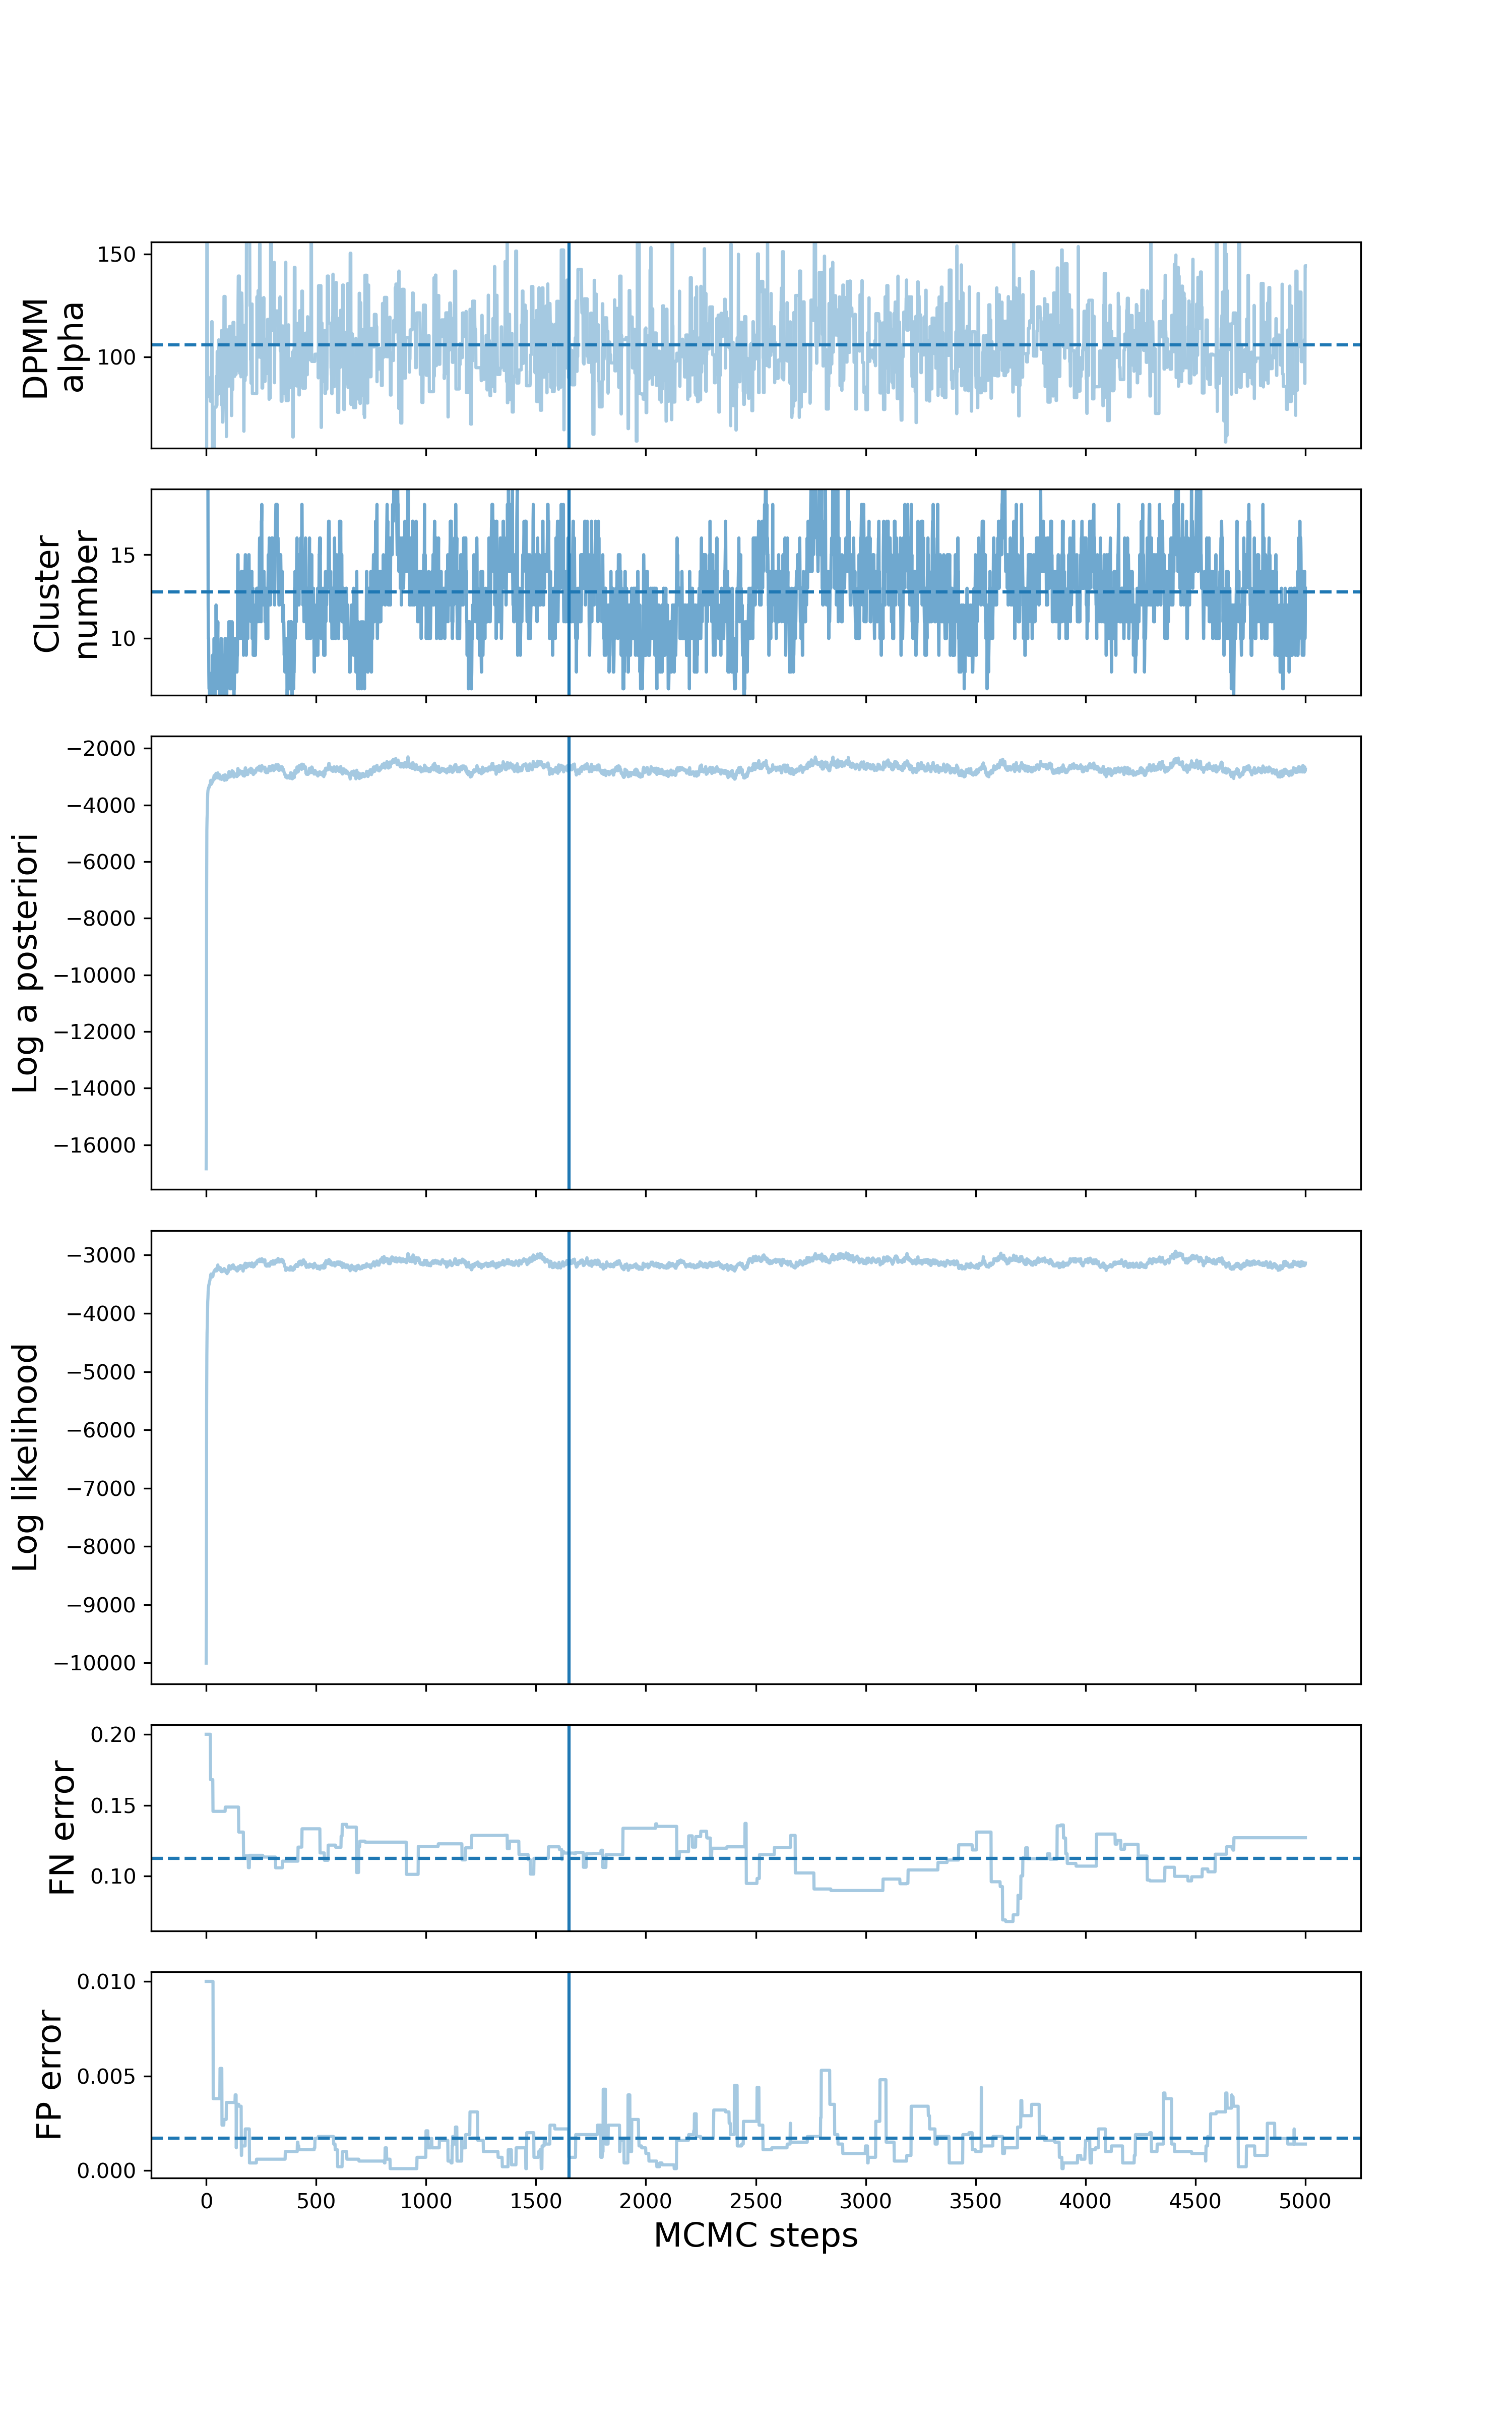 DPMM
alpha
150
100
Cluster
number
15
10
Log a posteriori
−2000
−4000
−6000
−8000
−10000
−12000
−14000
−16000
Log likelihood
−3000
−4000
−5000
−6000
−7000
−8000
−9000
−10000
FN error
0.20
0.15
0.10
FP error
0.010
0.005
0.000
0 500 1000 1500 2000 2500 3000 3500 4000 4500 5000
MCMC steps